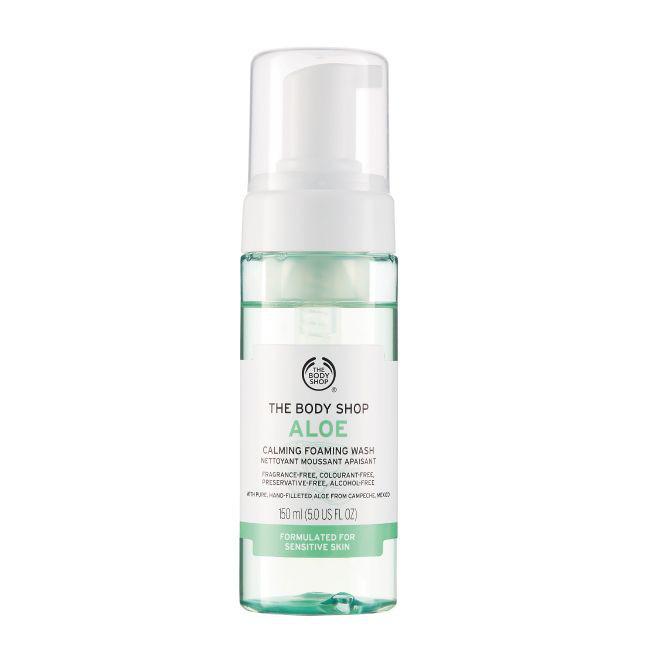 THE
BODY
SHOP
®
THE BODY SHOP
ALOE
CALMING FOAMING WASH
NETTOYANT MOUSSANT APAISANT
FRAGRANCE-FREE, COLOURANT-FREE,
PRESERVATIVE-FREE, ALCOHOL-FREE
WITH PURE, HAND-FILLETED ALOE FROM CAMPECHE, MEXICO
150 ml (5.0 US FL OZ)
FORMULATED FOR
SENSITIVE SKIN